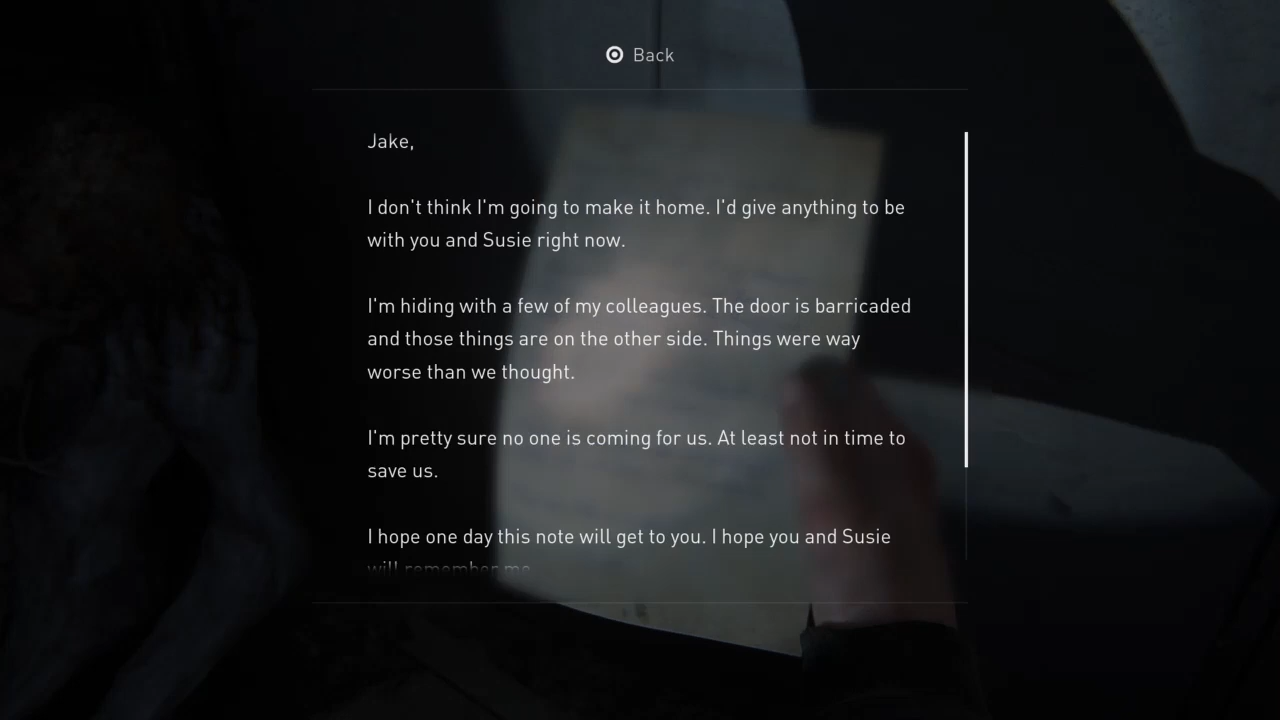 Back
Jake,
I don't think I'm going to make it home. I'd give anything to be
with you and Susie right now.
I'm hiding with a few of my colleagues. The door is barricaded
and those things are on the other side. Things were way
worse than we thought.
I'm pretty sure no one is coming for us. At least not in time to
save us.
I hope one day this note will get to you. I hope you and Susie
will remember me